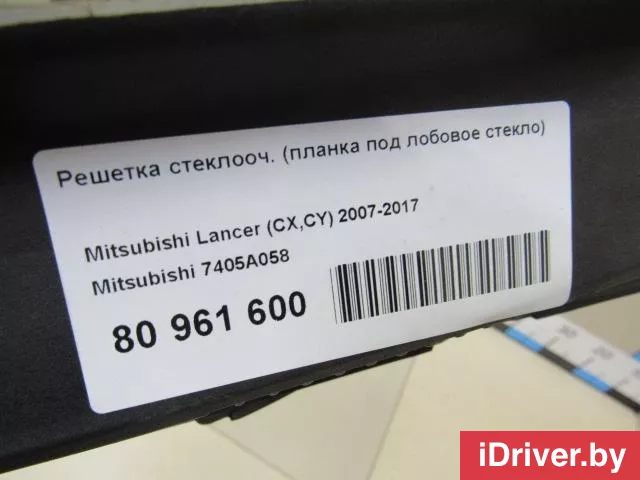 Решетка стеклооч. (планка под лобовое стекло)
Mitsubishi Lancer (CX,CY) 2007-2017
Mitsubishi 7405A058
80 961 600
iDriver.by